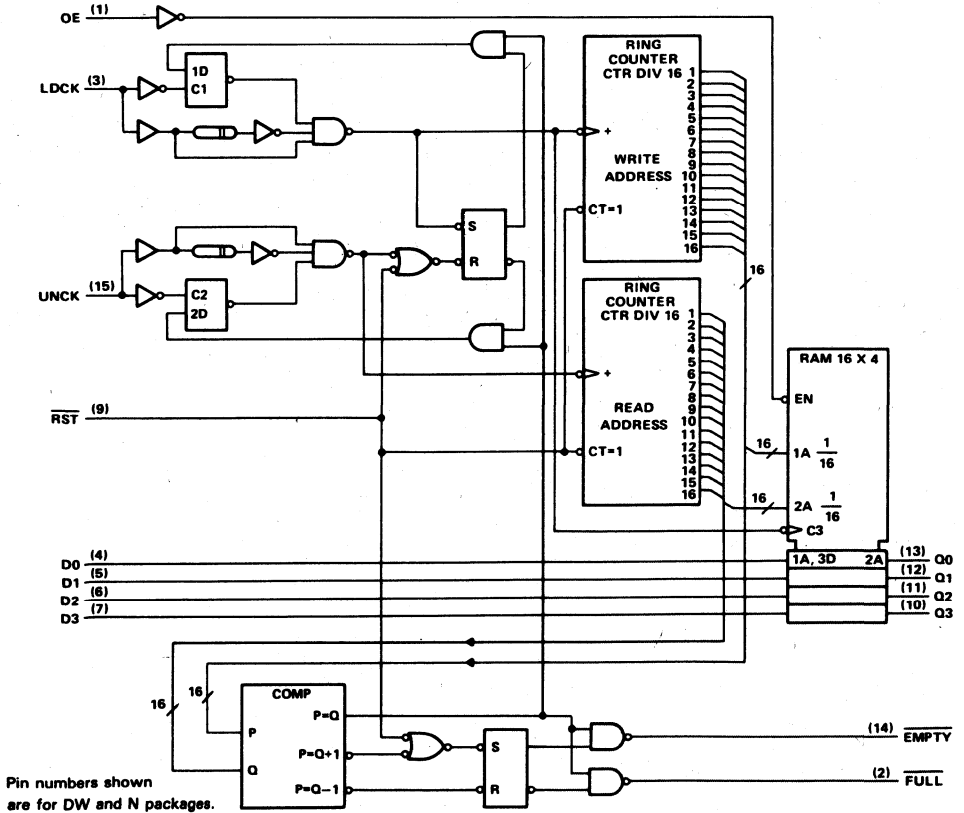 OE (1)
LDCK (3)
1D
C1
RING
COUNTER
CTR DIV 16
+
WRITE
ADDRESS
CT=1
1
2
3
4
5
6
7
8
9
10
11
12
13
14
15
16
16
S
R
UNCK (15)
C2
2D
RING
COUNTER
CTR DIV 16
+
READ
ADDRESS
CT=1
1
2
3
4
5
6
7
8
9
10
11
12
13
14
15
16
RST (9)
RAM 16 X 4
EN
16
1A 1/16
16
2A 1/16
C3
D0 (4)
1A, 3D 2A
(13) Q0
D1 (5)
(12) Q1
D2 (6)
(11) Q2
D3 (7)
(10) Q3
16
16
COMP
P
Q
P=Q
P=Q+1
P=Q−1
S
R
(14) EMPTY
(2) FULL
Pin numbers shown
are for DW and N packages.